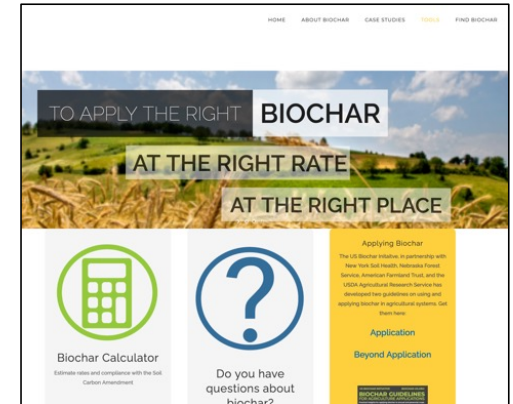 HOME ABOUT BIOCHAR CASE STUDIES TOOLS FIND BIOCHAR
TO APPLY THE RIGHT BIOCHAR
AT THE RIGHT RATE
AT THE RIGHT PLACE
Biochar Calculator
Estimate rates and compliance with the Soil
Carbon Amendment
Do you have
questions about
biochar?
Applying Biochar
The US Biochar Initiative, in partnership with
New York Soil Health, Nebraska Forest
Service, American Farmland Trust, and the
USDA Agricultural Research Service has
developed two guidelines on using and
applying biochar in agricultural systems. Get
them here:
Application
Beyond Application
BIOCHAR GUIDELINES
FOR AGRICULTURE APPLICATIONS